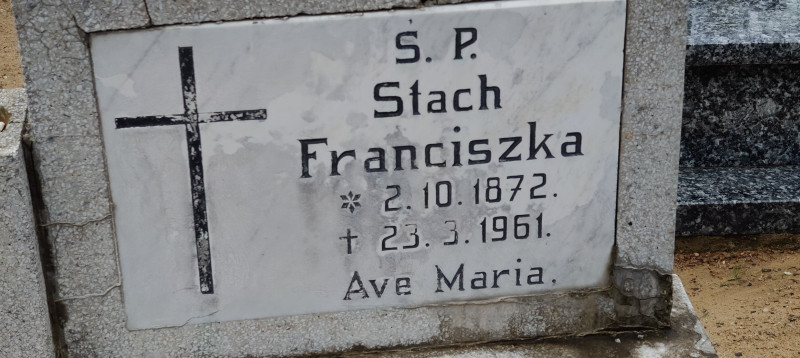 Ś. P.
Stach
Franciszka
* 2.10.1872.
† 23.3.1961.
Ave Maria.